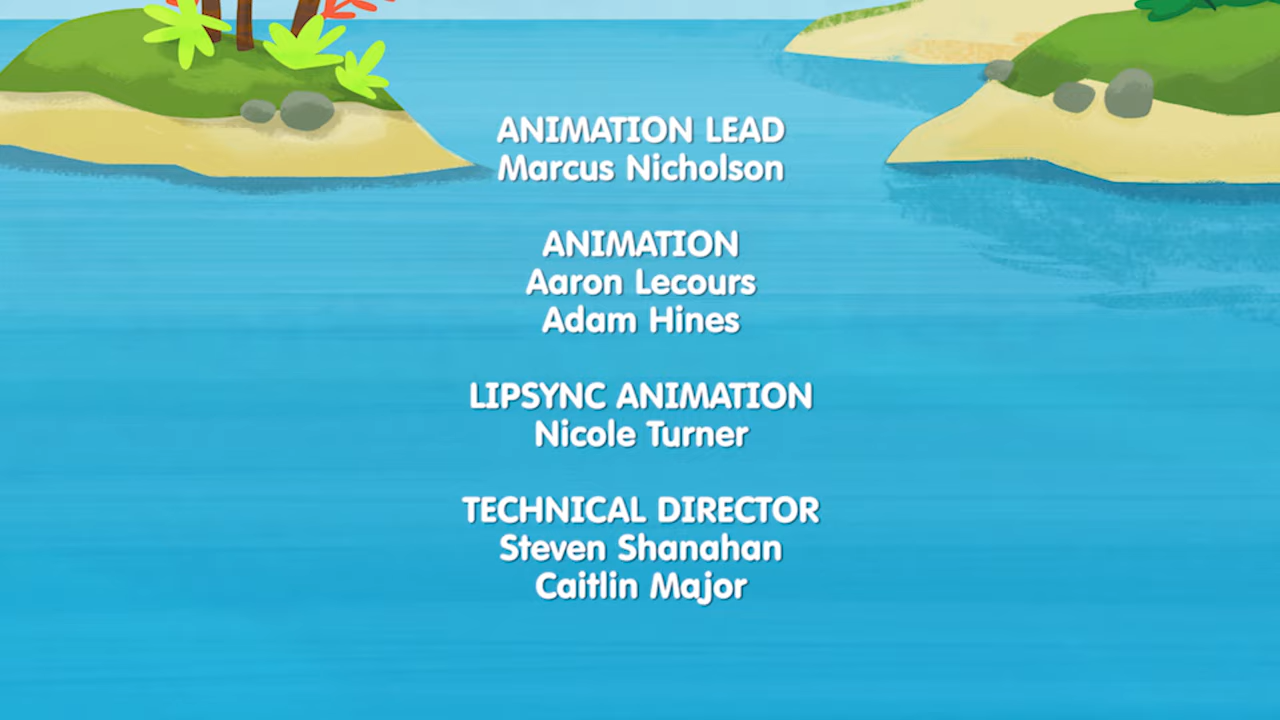 ANIMATION LEAD
Marcus Nicholson
ANIMATION
Aaron Lecours
Adam Hines
LIPSYNC ANIMATION
Nicole Turner
TECHNICAL DIRECTOR
Steven Shanahan
Caitlin Major